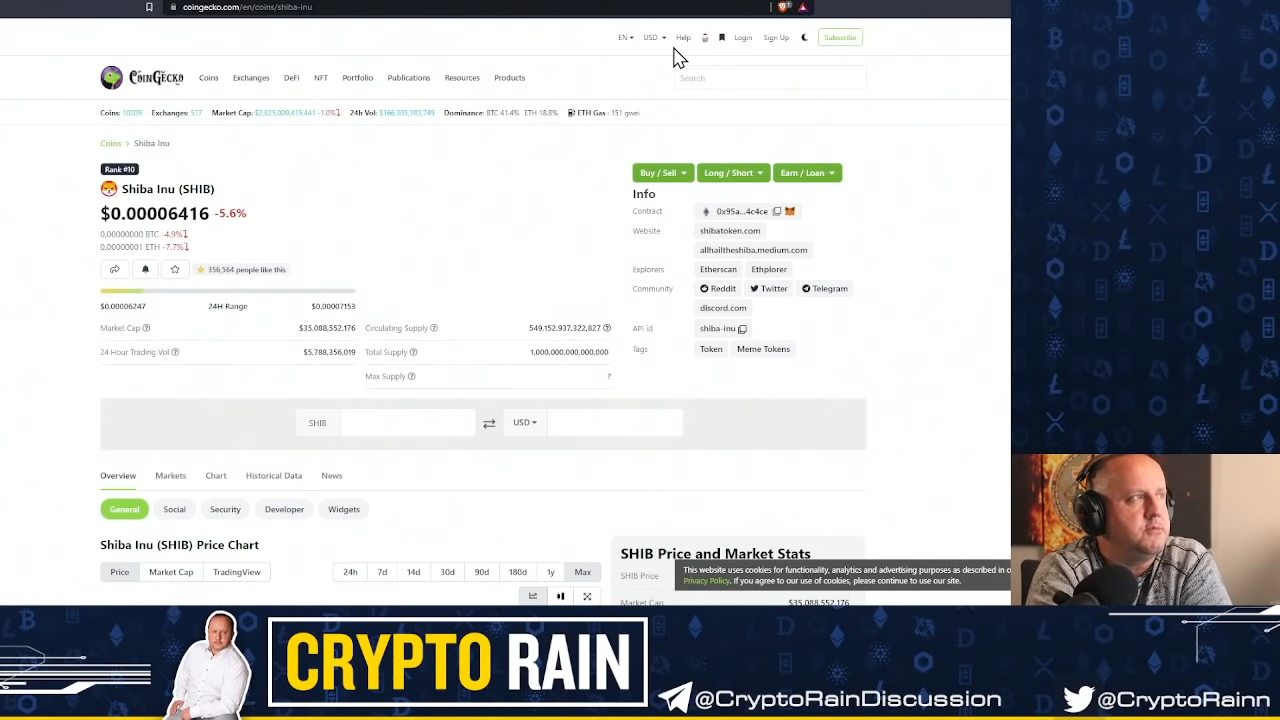 coingecko.com/en/coins/shiba-inu
EN USD Help Login Sign Up Subscribe
CoinGecko Coins Exchanges DeFi NFT Portfolio Publications Resources Products Search
Coins: 10309 Exchanges: 517 Market Cap: $2,825,009,415,441 -1.0% 24h Vol: $366,305,183,749 Dominance: BTC 41.4% ETH 18.8% ETH Gas: 151 gwei
Coins > Shiba Inu
Rank #10
Shiba Inu (SHIB)
$0.00006416 -5.6%
0.00000000 BTC -4.9%
0.00000001 ETH -7.7%
356,564 people like this
$0.00006247 24H Range $0.00007153
Market Cap $35,088,552,176 Circulating Supply 549,152,937,322,827
24 Hour Trading Vol $5,788,356,019 Total Supply 1,000,000,000,000,000
Max Supply ?
Buy / Sell Long / Short Earn / Loan
Info
Contract 0x95a...4c4ce
Website shibatoken.com
allhailtheshiba.medium.com
Explorers Etherscan Ethplorer
Community Reddit Twitter Telegram
discord.com
API id shiba-inu
Tags Token Meme Tokens
SHIB USD
Overview Markets Chart Historical Data News
General Social Security Developer Widgets
Shiba Inu (SHIB) Price Chart
Price Market Cap TradingView 24h 7d 14d 30d 90d 180d 1y Max
SHIB Price and Market Stats
SHIB Price
Market Cap $35,088,552,176
This website uses cookies for functionality, analytics and advertising purposes as described in o
Privacy Policy. If you agree to our use of cookies, please continue to use our site.
CRYPTO RAIN
@CryptoRainDiscussion
@CryptoRainn